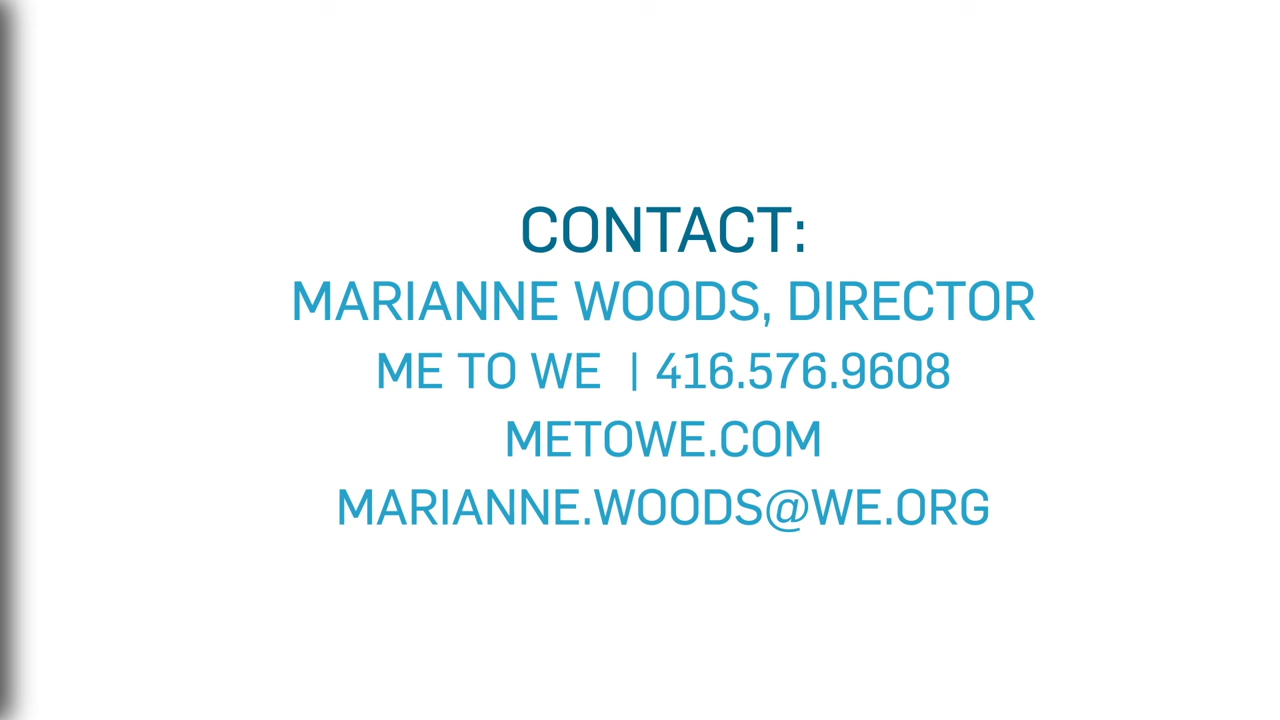 CONTACT:
MARIANNE WOODS, DIRECTOR
ME TO WE | 416.576.9608
METOWE.COM
MARIANNE.WOODS@WE.ORG